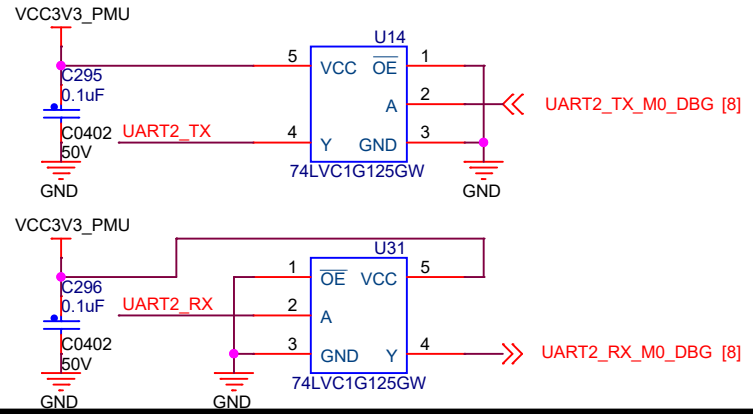 VCC3V3_PMU
U14
5 VCC OE 1
C295
0.1uF
A 2 UART2_TX_M0_DBG [8]
C0402 UART2_TX 4 Y GND 3
50V
74LVC1G125GW
GND GND
VCC3V3_PMU
U31
1 OE VCC 5
C296
0.1uF UART2_RX 2 A
C0402 3 GND Y 4 UART2_RX_M0_DBG [8]
50V
74LVC1G125GW
GND GND